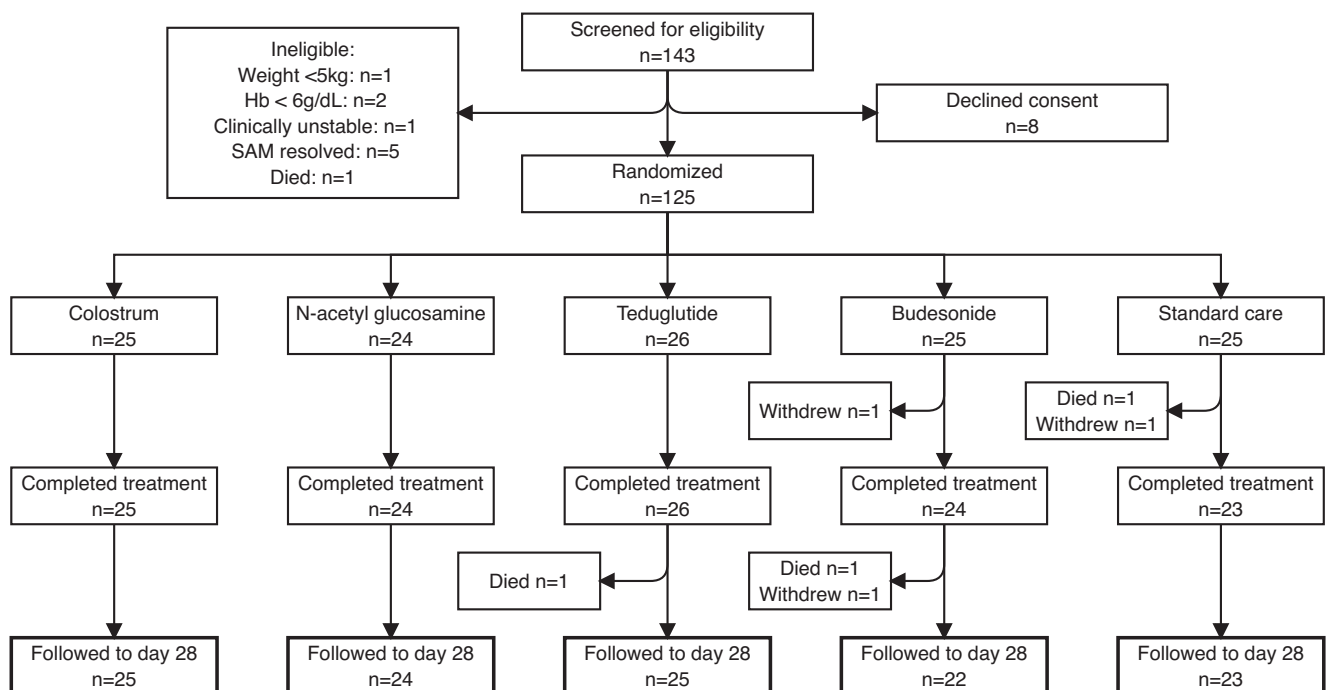 Screened for eligibility
n=143
Ineligible:
Weight <5kg: n=1
Hb < 6g/dL: n=2
Clinically unstable: n=1
SAM resolved: n=5
Died: n=1
Declined consent
n=8
Randomized
n=125
Colostrum
n=25
N-acetyl glucosamine
n=24
Teduglutide
n=26
Budesonide
n=25
Standard care
n=25
Withdrew n=1
Died n=1
Withdrew n=1
Completed treatment
n=25
Completed treatment
n=24
Completed treatment
n=26
Completed treatment
n=24
Completed treatment
n=23
Died n=1
Died n=1
Withdrew n=1
Followed to day 28
n=25
Followed to day 28
n=24
Followed to day 28
n=25
Followed to day 28
n=22
Followed to day 28
n=23